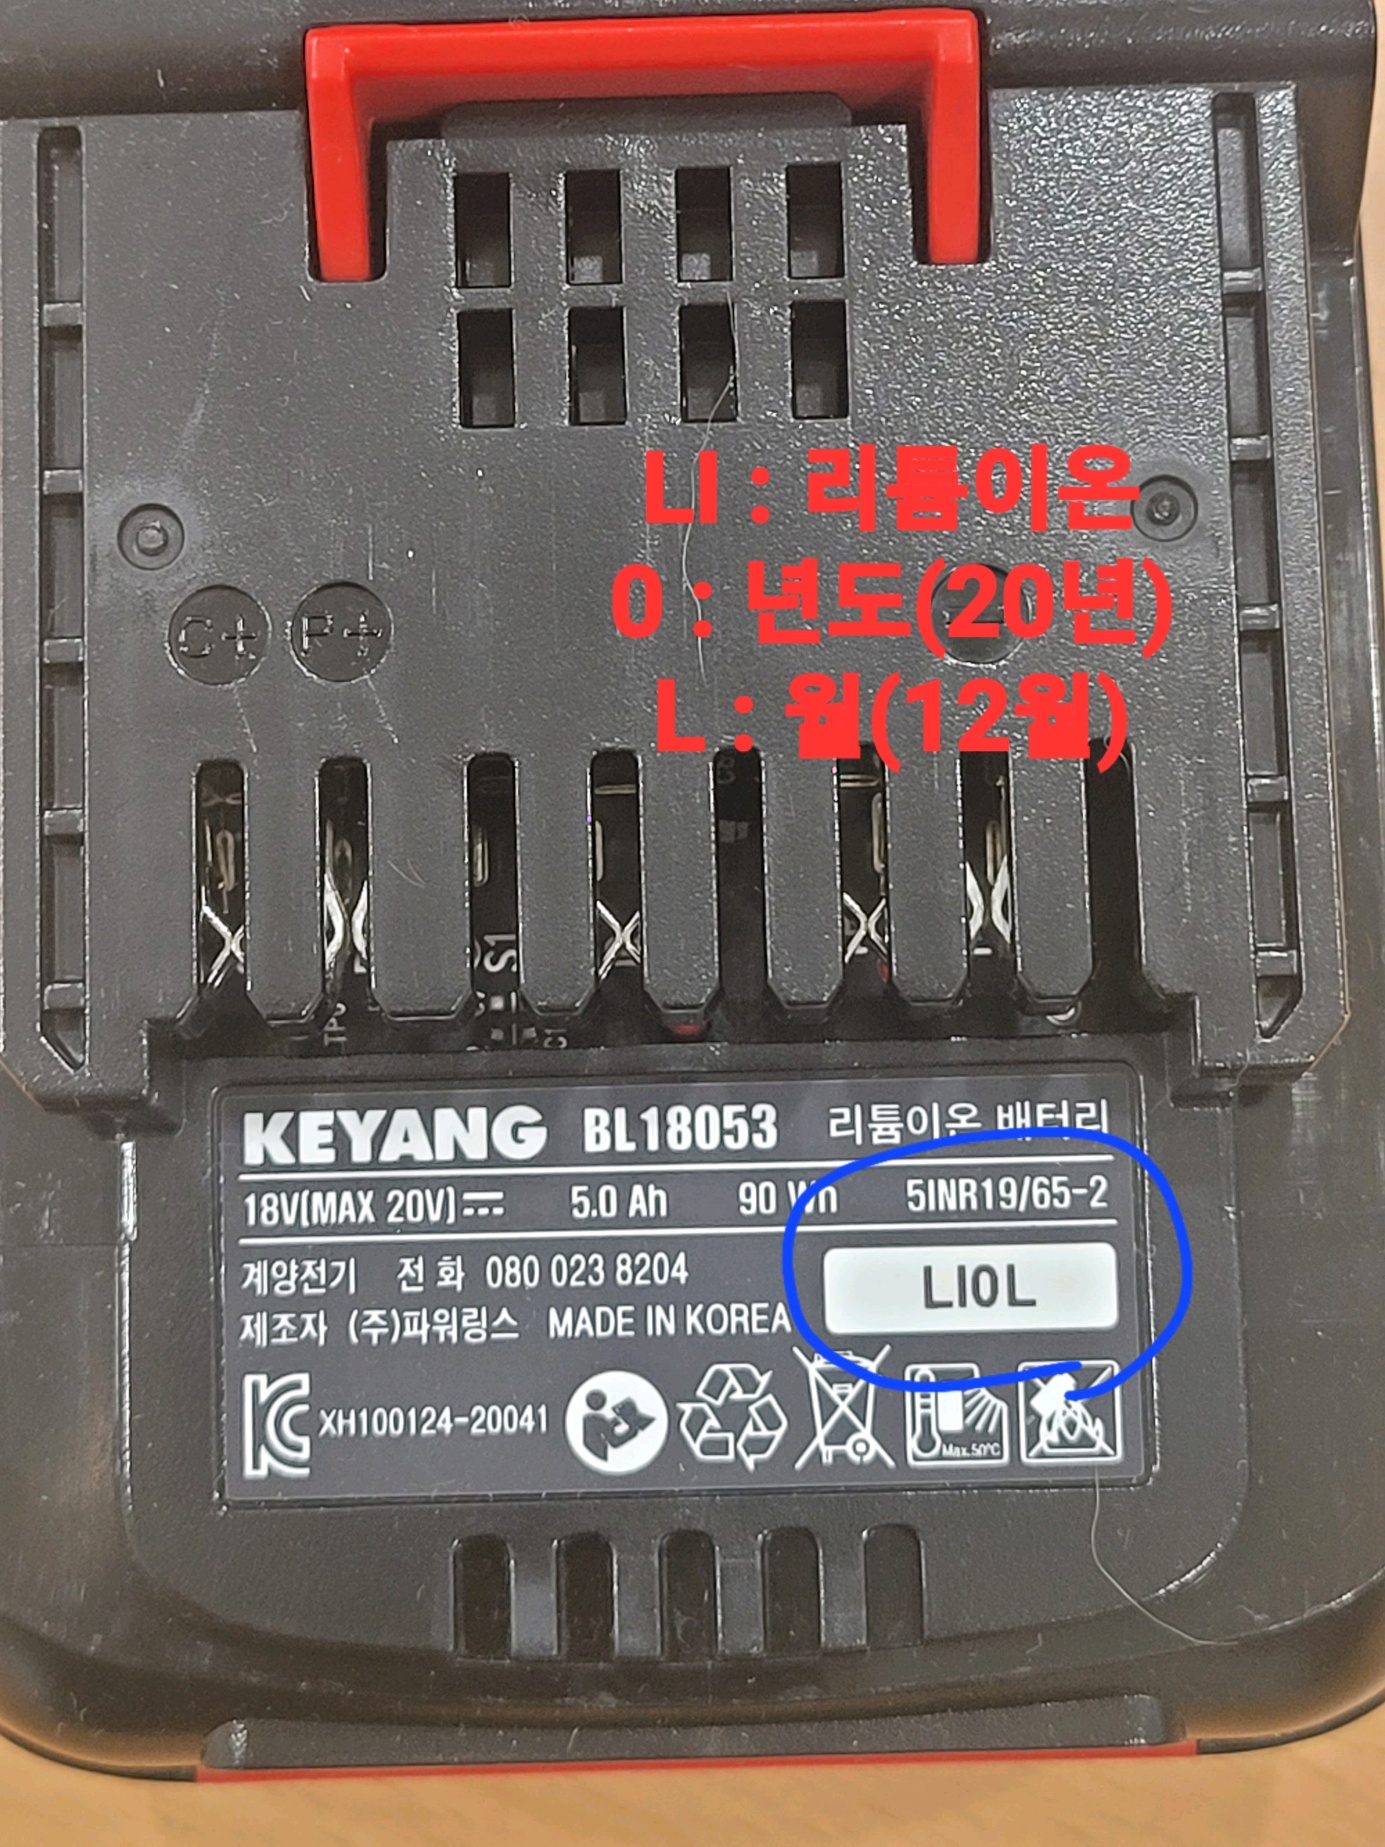 LI : 리튬이온
0 : 년도(20년)
L : 월(12월)
C+ P+
S1
KEYANG BL18053 리튬이온 배터리
18V(MAX 20V) 5.0 Ah 90 Wh 5INR19/65-2
계양전기 전 화 080 023 8204
LI0L
제조자 (주)파워링스 MADE IN KOREA
XH100124-20041
Max.50℃